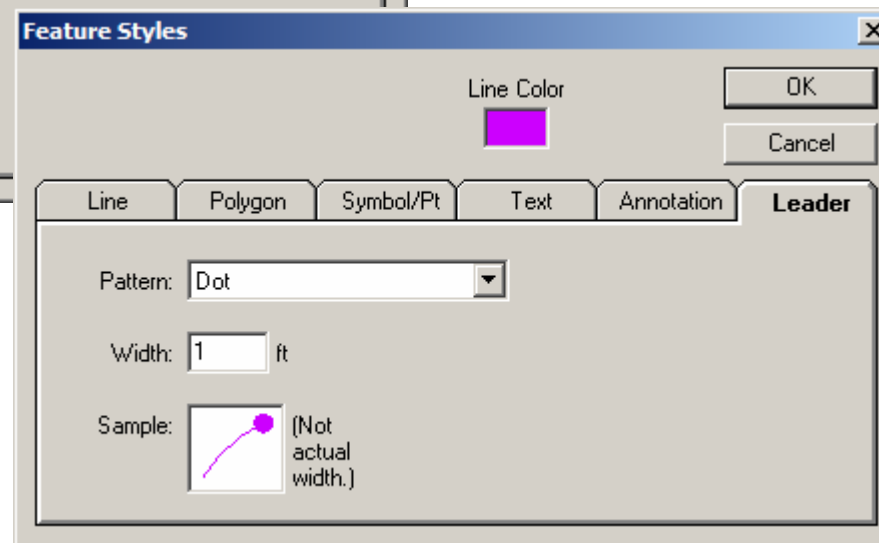 Feature Styles
Line Color
OK
Cancel
Line Polygon Symbol/Pt Text Annotation Leader
Pattern: Dot
Width: 1 ft
Sample: (Not
actual
width.)